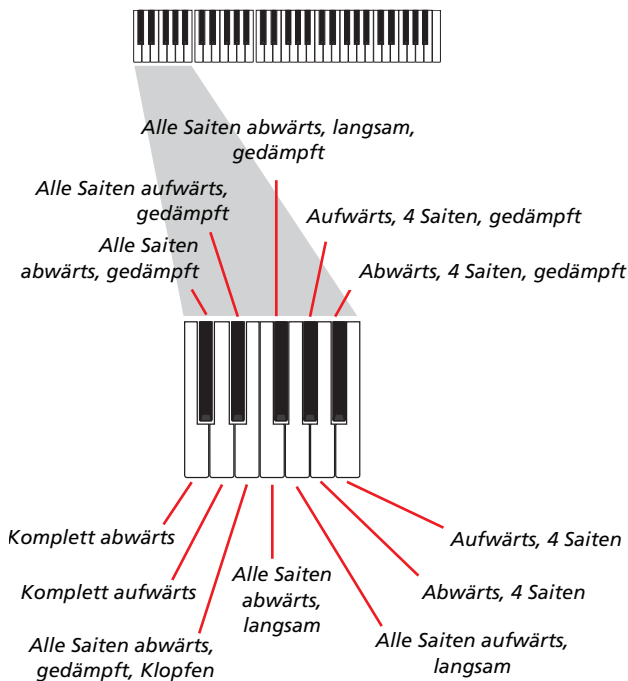 Alle Saiten abwärts, langsam,
gedämpft
Alle Saiten aufwärts,
gedämpft
Aufwärts, 4 Saiten, gedämpft
Alle Saiten
abwärts, gedämpft
Abwärts, 4 Saiten, gedämpft
Komplett abwärts
Aufwärts, 4 Saiten
Komplett aufwärts
Alle Saiten
abwärts,
langsam
Abwärts, 4 Saiten
Alle Saiten abwärts,
gedämpft, Klopfen
Alle Saiten aufwärts,
langsam